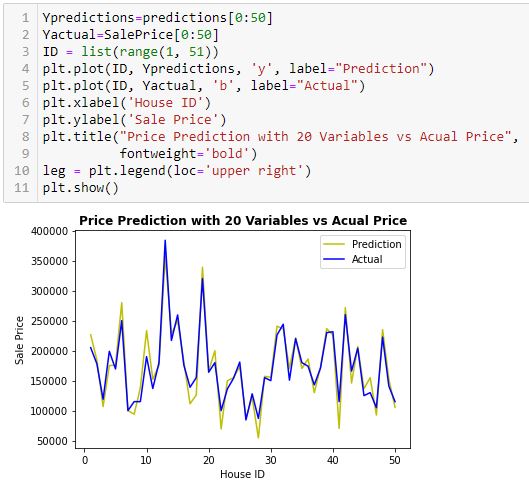 1 Ypredictions=predictions[0:50]
2 Yactual=SalePrice[0:50]
3 ID = list(range(1, 51))
4 plt.plot(ID, Ypredictions, 'y', label="Prediction")
5 plt.plot(ID, Yactual, 'b', label="Actual")
6 plt.xlabel('House ID')
7 plt.ylabel('Sale Price')
8 plt.title("Price Prediction with 20 Variables vs Acual Price",
9           fontweight='bold')
10 leg = plt.legend(loc='upper right')
11 plt.show()
Price Prediction with 20 Variables vs Acual Price
400000
350000
300000
250000
200000
150000
100000
50000
Sale Price
Prediction
Actual
0 10 20 30 40 50
House ID